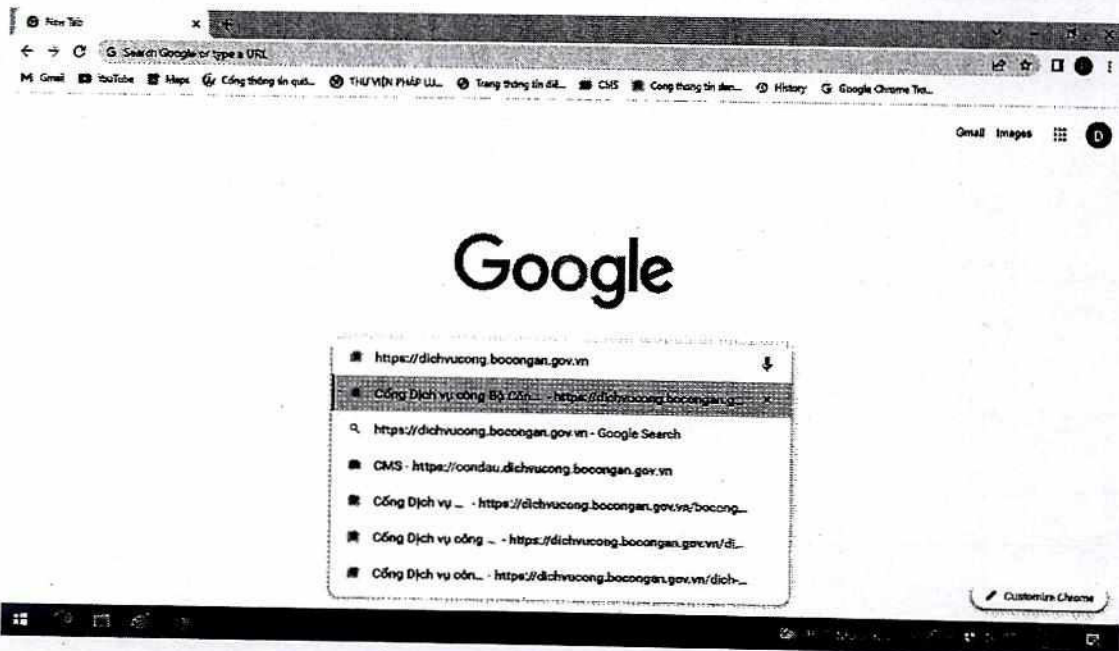 New Tab
Search Google or type a URL
Gmail YouTube Maps Cổng thông tin quố... THƯ VIỆN PHÁP LU... Trang thông tin điệ... CMS Cong thong tin dien... History Google Chrome Tra...
Gmail Images D
Google
https://dichvucong.bocongan.gov.vn
Cổng Dịch vụ công Bộ Côn... - https://dichvucong.bocongan.g...
https://dichvucong.bocongan.gov.vn - Google Search
CMS - https://condau.dichvucong.bocongan.gov.vn
Cổng Dịch vụ ... - https://dichvucong.bocongan.gov.vn/bocong...
Cổng Dịch vụ công ... - https://dichvucong.bocongan.gov.vn/di...
Cổng Dịch vụ côn... - https://dichvucong.bocongan.gov.vn/dich-...
Customize Chrome